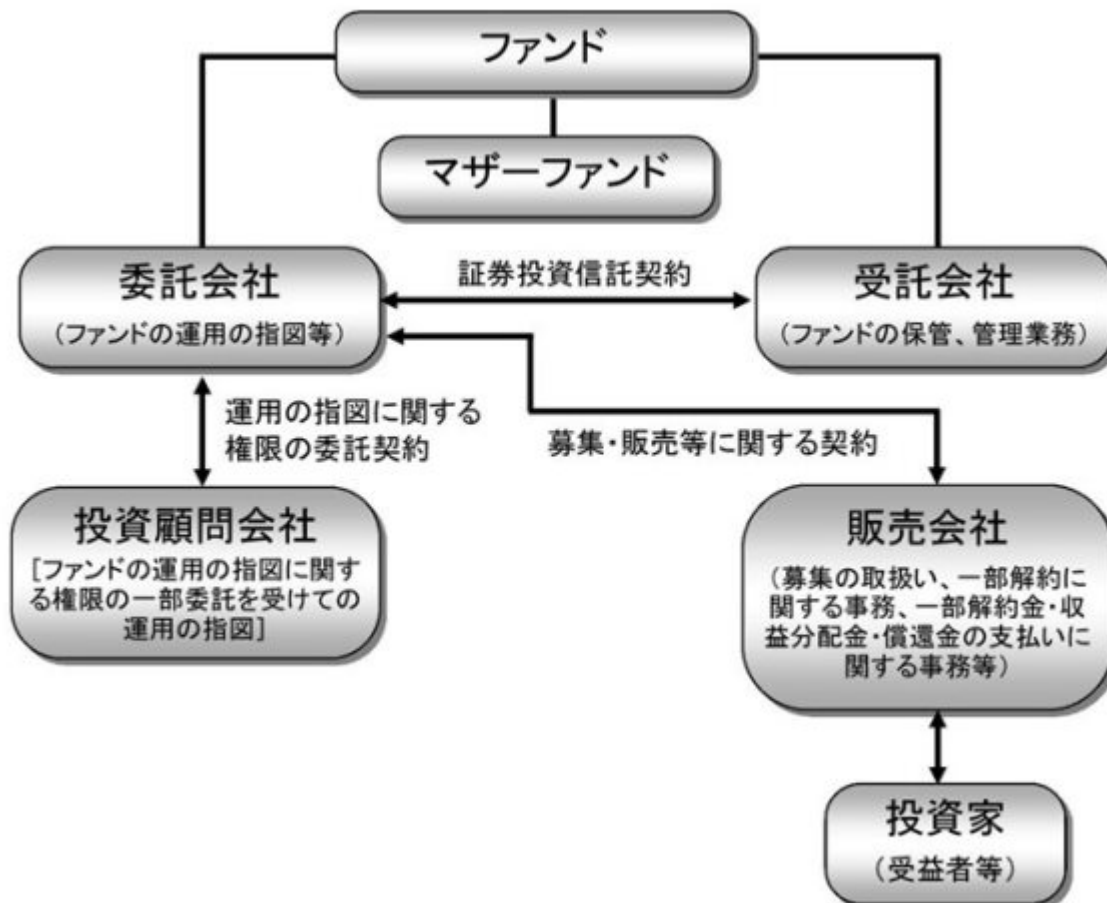 ファンド
マザーファンド
委託会社
(ファンドの運用の指図等)
証券投資信託契約
受託会社
(ファンドの保管、管理業務)
運用の指図に関する
権限の委託契約
募集・販売等に関する契約
投資顧問会社
[ファンドの運用の指図に関す
る権限の一部委託を受けての
運用の指図]
販売会社
(募集の取扱い、一部解約に
関する事務、一部解約金・収
益分配金・償還金の支払いに
関する事務等)
投資家
(受益者等)